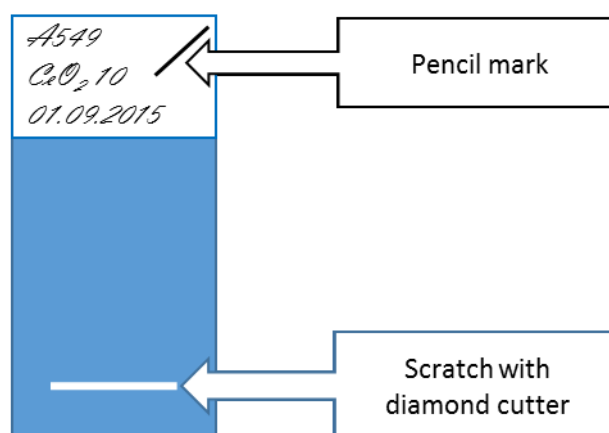 A549
CeO₂ 10
01.09.2015
Pencil mark
Scratch with
diamond cutter